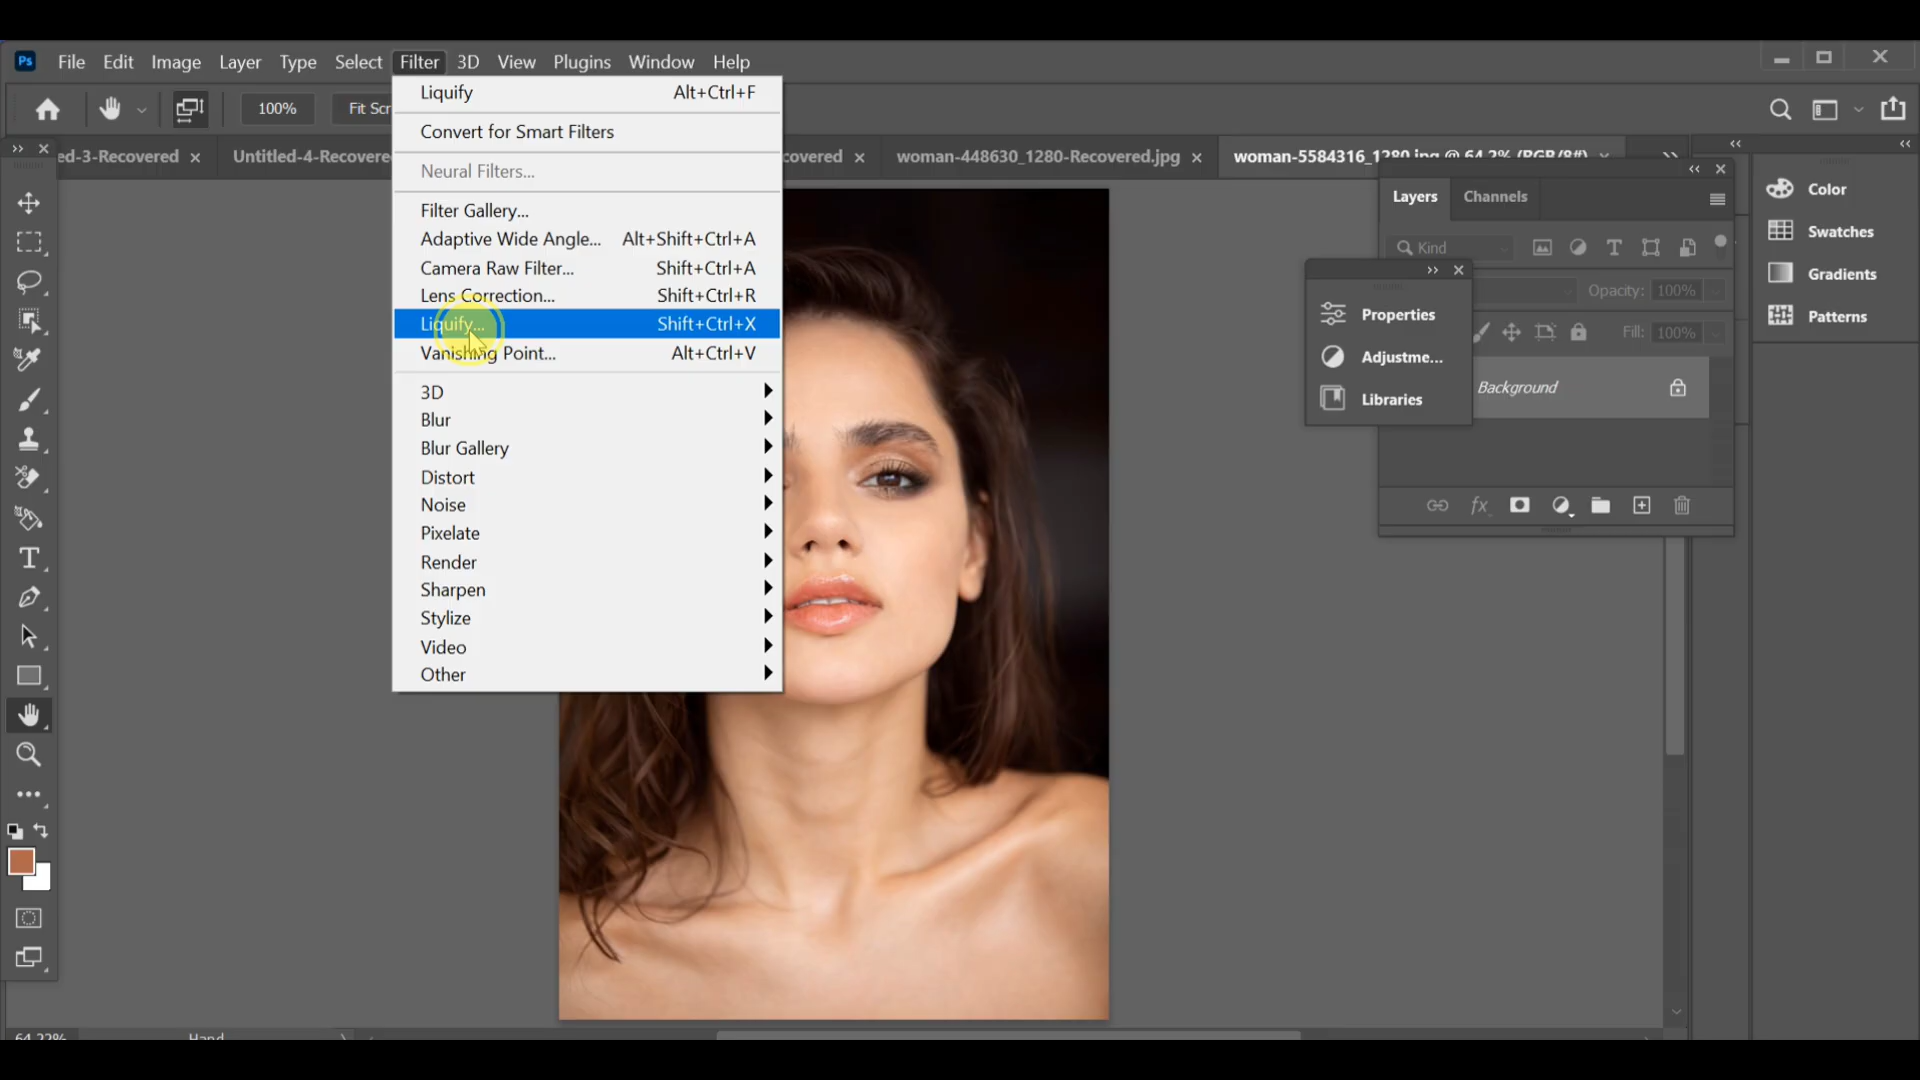 Ps File Edit Image Layer Type Select Filter 3D View Plugins Window Help
100% Fit Scr
ed-3-Recovered × Untitled-4-Recovere covered × woman-448630_1280-Recovered.jpg × woman-5584316_1280.jpg @ 64.2% (RGB/8#) ×
Liquify Alt+Ctrl+F
Convert for Smart Filters
Neural Filters...
Filter Gallery...
Adaptive Wide Angle... Alt+Shift+Ctrl+A
Camera Raw Filter... Shift+Ctrl+A
Lens Correction... Shift+Ctrl+R
Liquify... Shift+Ctrl+X
Vanishing Point... Alt+Ctrl+V
3D
Blur
Blur Gallery
Distort
Noise
Pixelate
Render
Sharpen
Stylize
Video
Other
Layers Channels
Kind
Opacity: 100%
Fill: 100%
Background
Properties
Adjustme...
Libraries
Color
Swatches
Gradients
Patterns
64.22% Hand